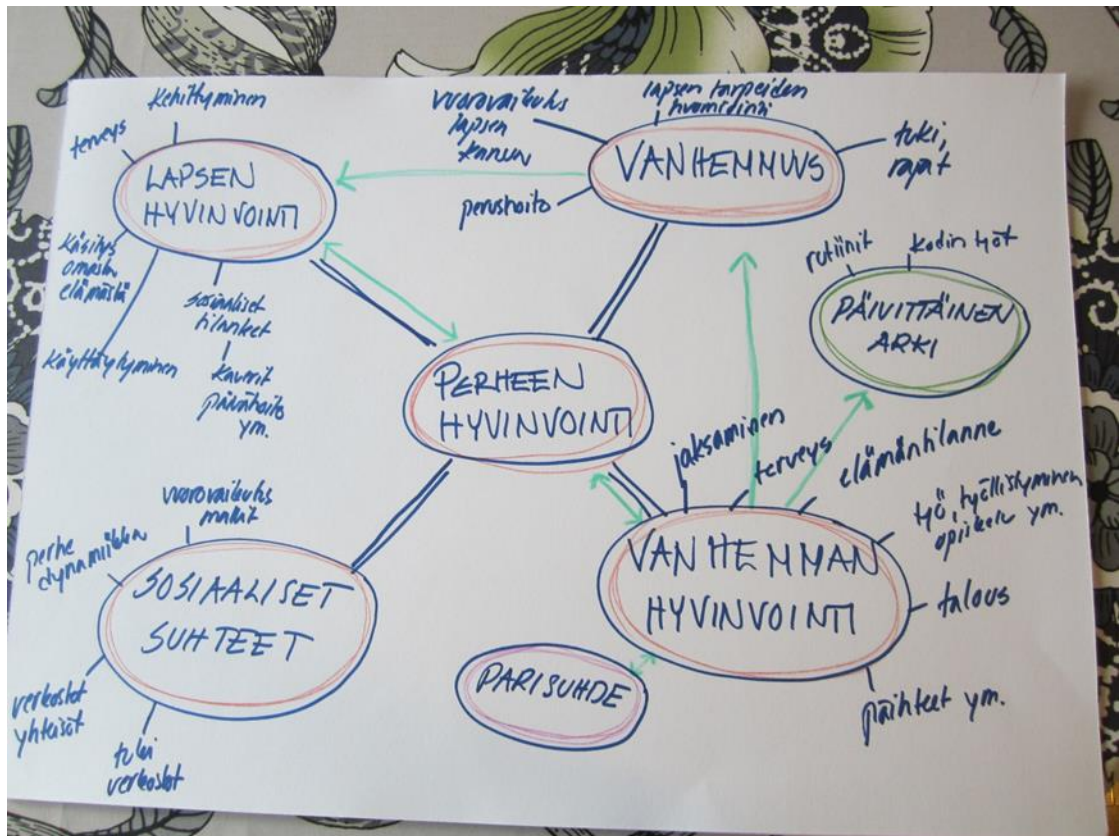 kehittyminen
terveys
LAPSEN
HYVINVOINTI
käsitys
omasta
elämästä
käyttäytyminen
sosiaaliset
tilanteet
kaverit
päivähoito
ym.
vuorovaikutus
lapsen
kanssa
lapsen tarpeiden
huomiointi
VANHEMMUUS
tuki,
rajat
perushoito
rutiinit
kodin työt
PÄIVITTÄINEN
ARKI
PERHEEN
HYVINVOINTI
jaksaminen
terveys
elämäntilanne
työ, työllistyminen
opiskelu ym.
VANHEMMAN
HYVINVOINTI
talous
päihteet ym.
PARISUHDE
vuorovaikutus
mallit
perhe
dynamiikka
SOSIAALISET
SUHTEET
verkostot
yhteisöt
tuki
verkostot